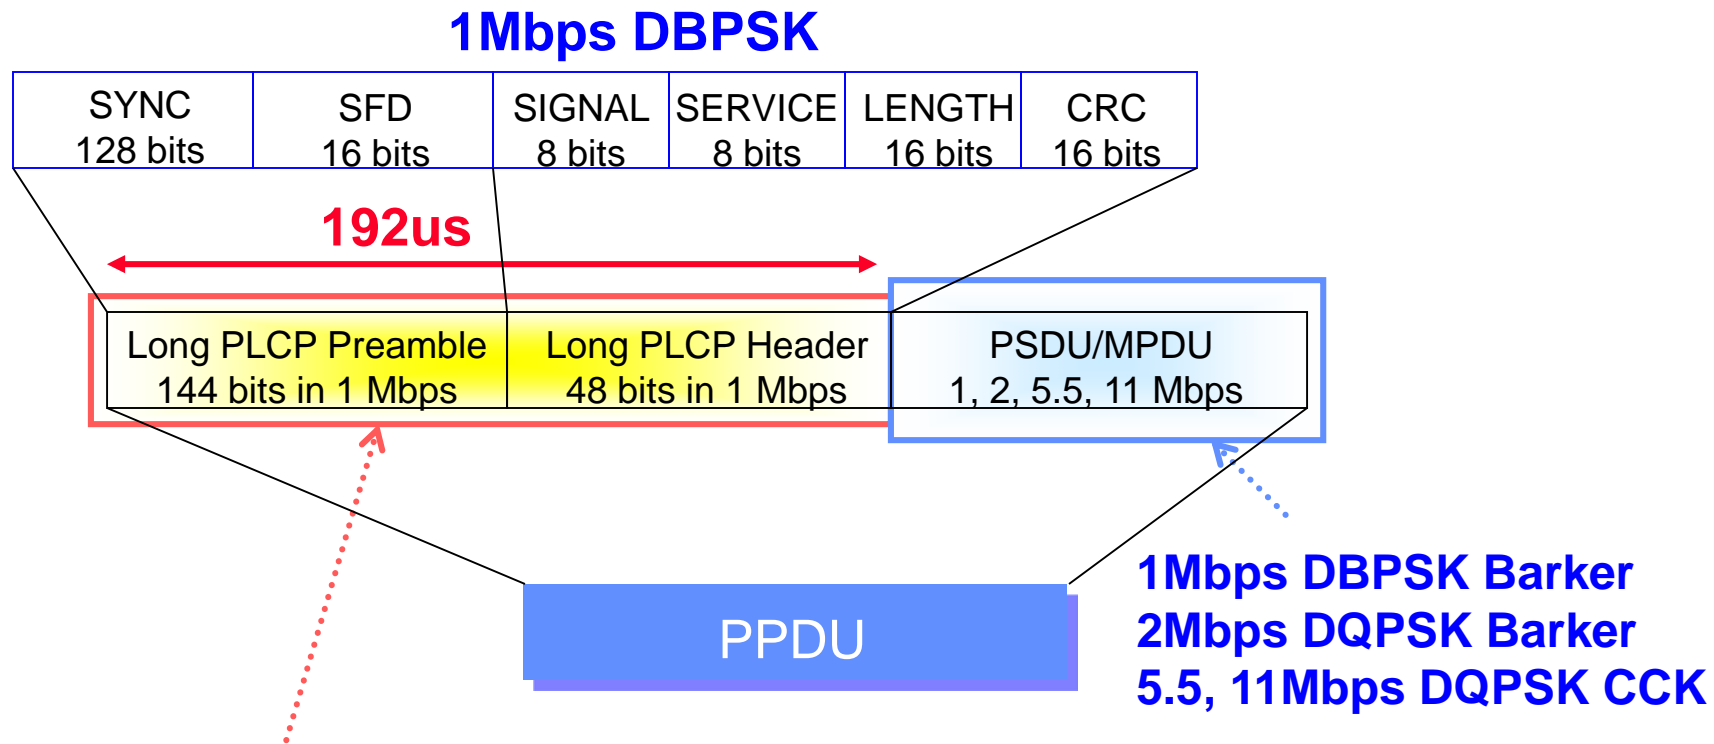 1Mbps DBPSK
SYNC
128 bits
SFD
16 bits
SIGNAL
8 bits
SERVICE
8 bits
LENGTH
16 bits
CRC
16 bits
192us
Long PLCP Preamble
144 bits in 1 Mbps
Long PLCP Header
48 bits in 1 Mbps
PSDU/MPDU
1, 2, 5.5, 11 Mbps
PPDU
1Mbps DBPSK Barker
2Mbps DQPSK Barker
5.5, 11Mbps DQPSK CCK